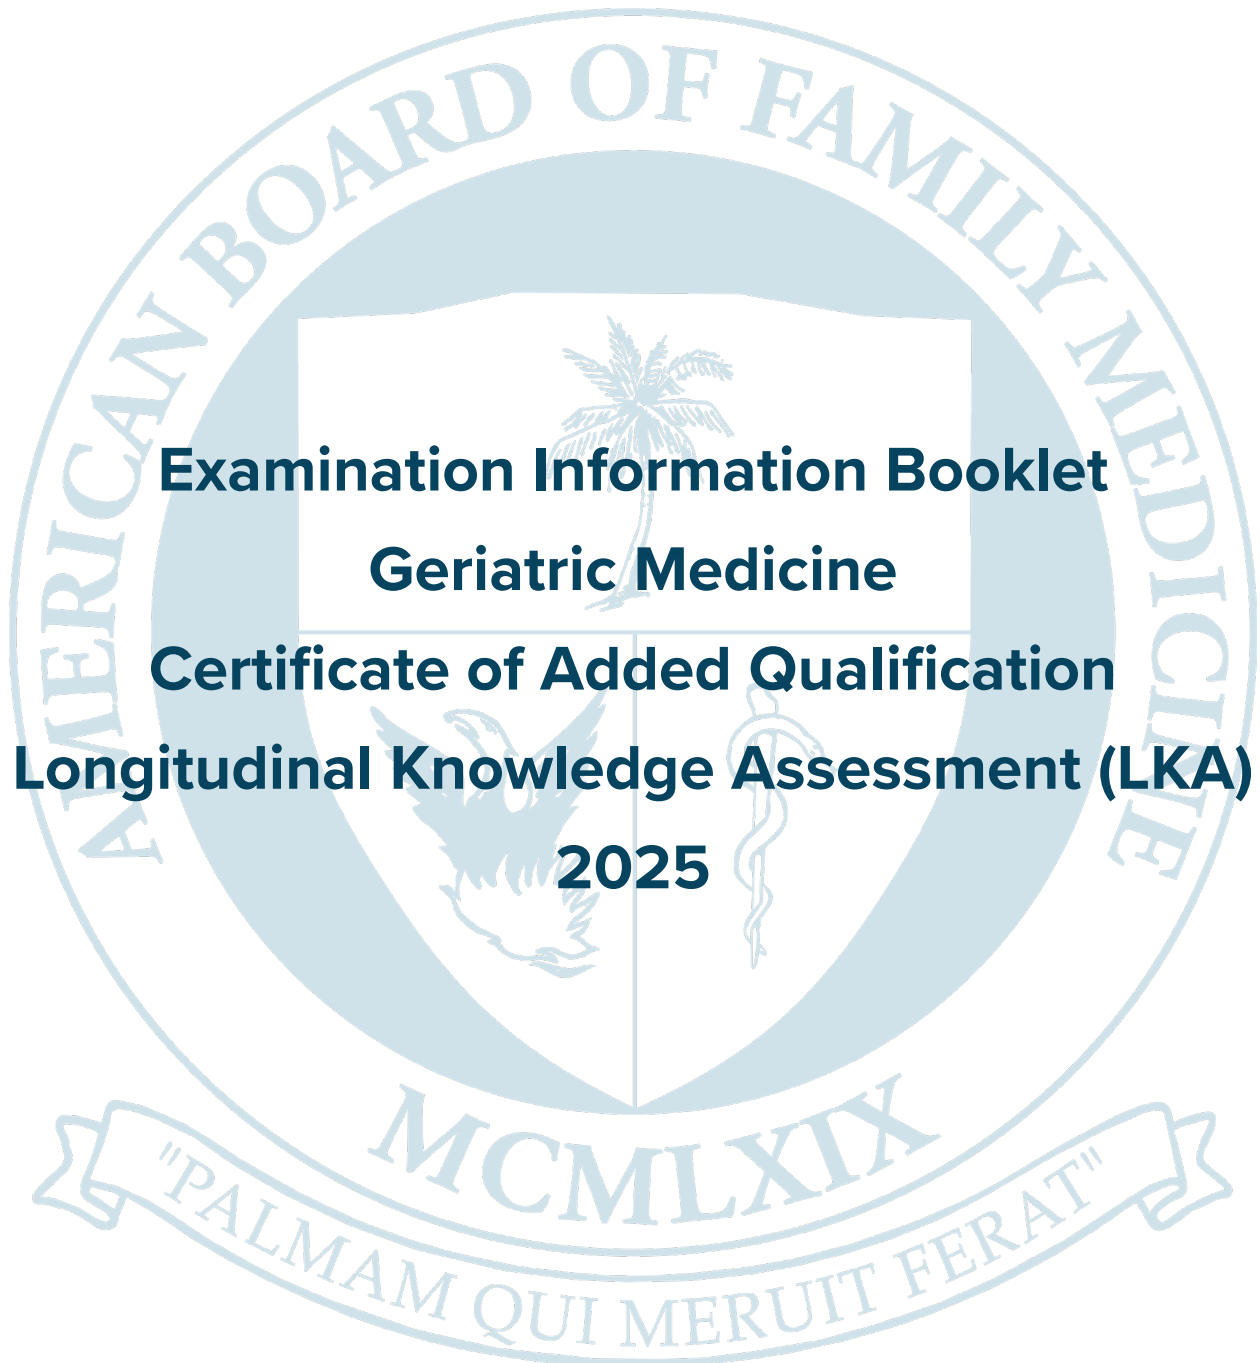 AMERICAN BOARD OF FAMILY MEDICINE
Examination Information Booklet
Geriatric Medicine
Certificate of Added Qualification
Longitudinal Knowledge Assessment (LKA)
2025
MCMLXIX
"PALMAM QUI MERUIT FERAT"